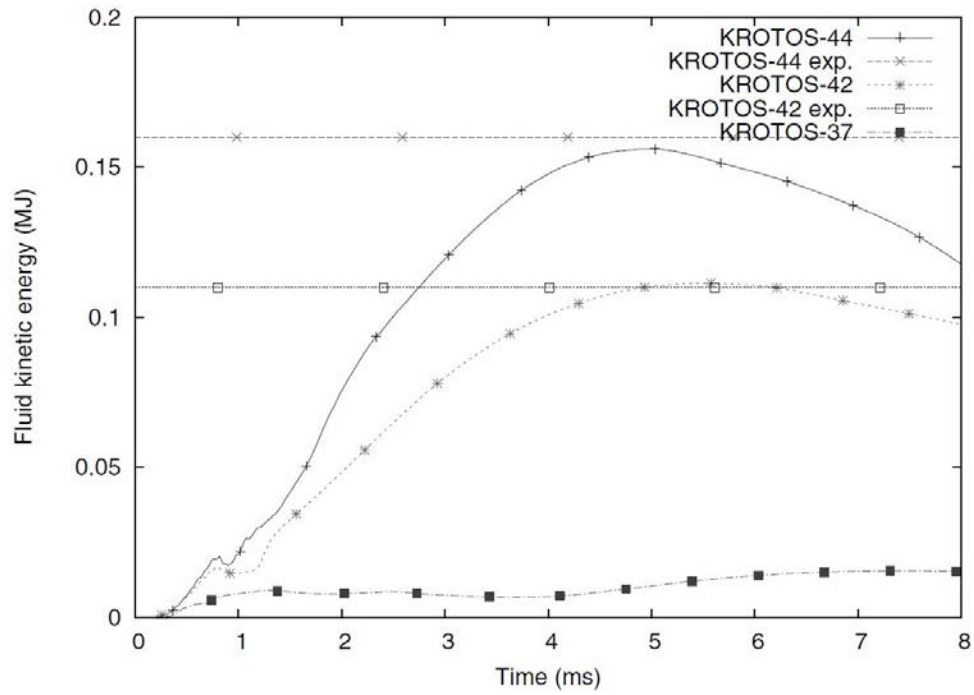 0.2
KROTOS-44
KROTOS-44 exp.
KROTOS-42
KROTOS-42 exp.
KROTOS-37
0.15
0.1
0.05
0
Fluid kinetic energy (MJ)
0 1 2 3 4 5 6 7 8
Time (ms)